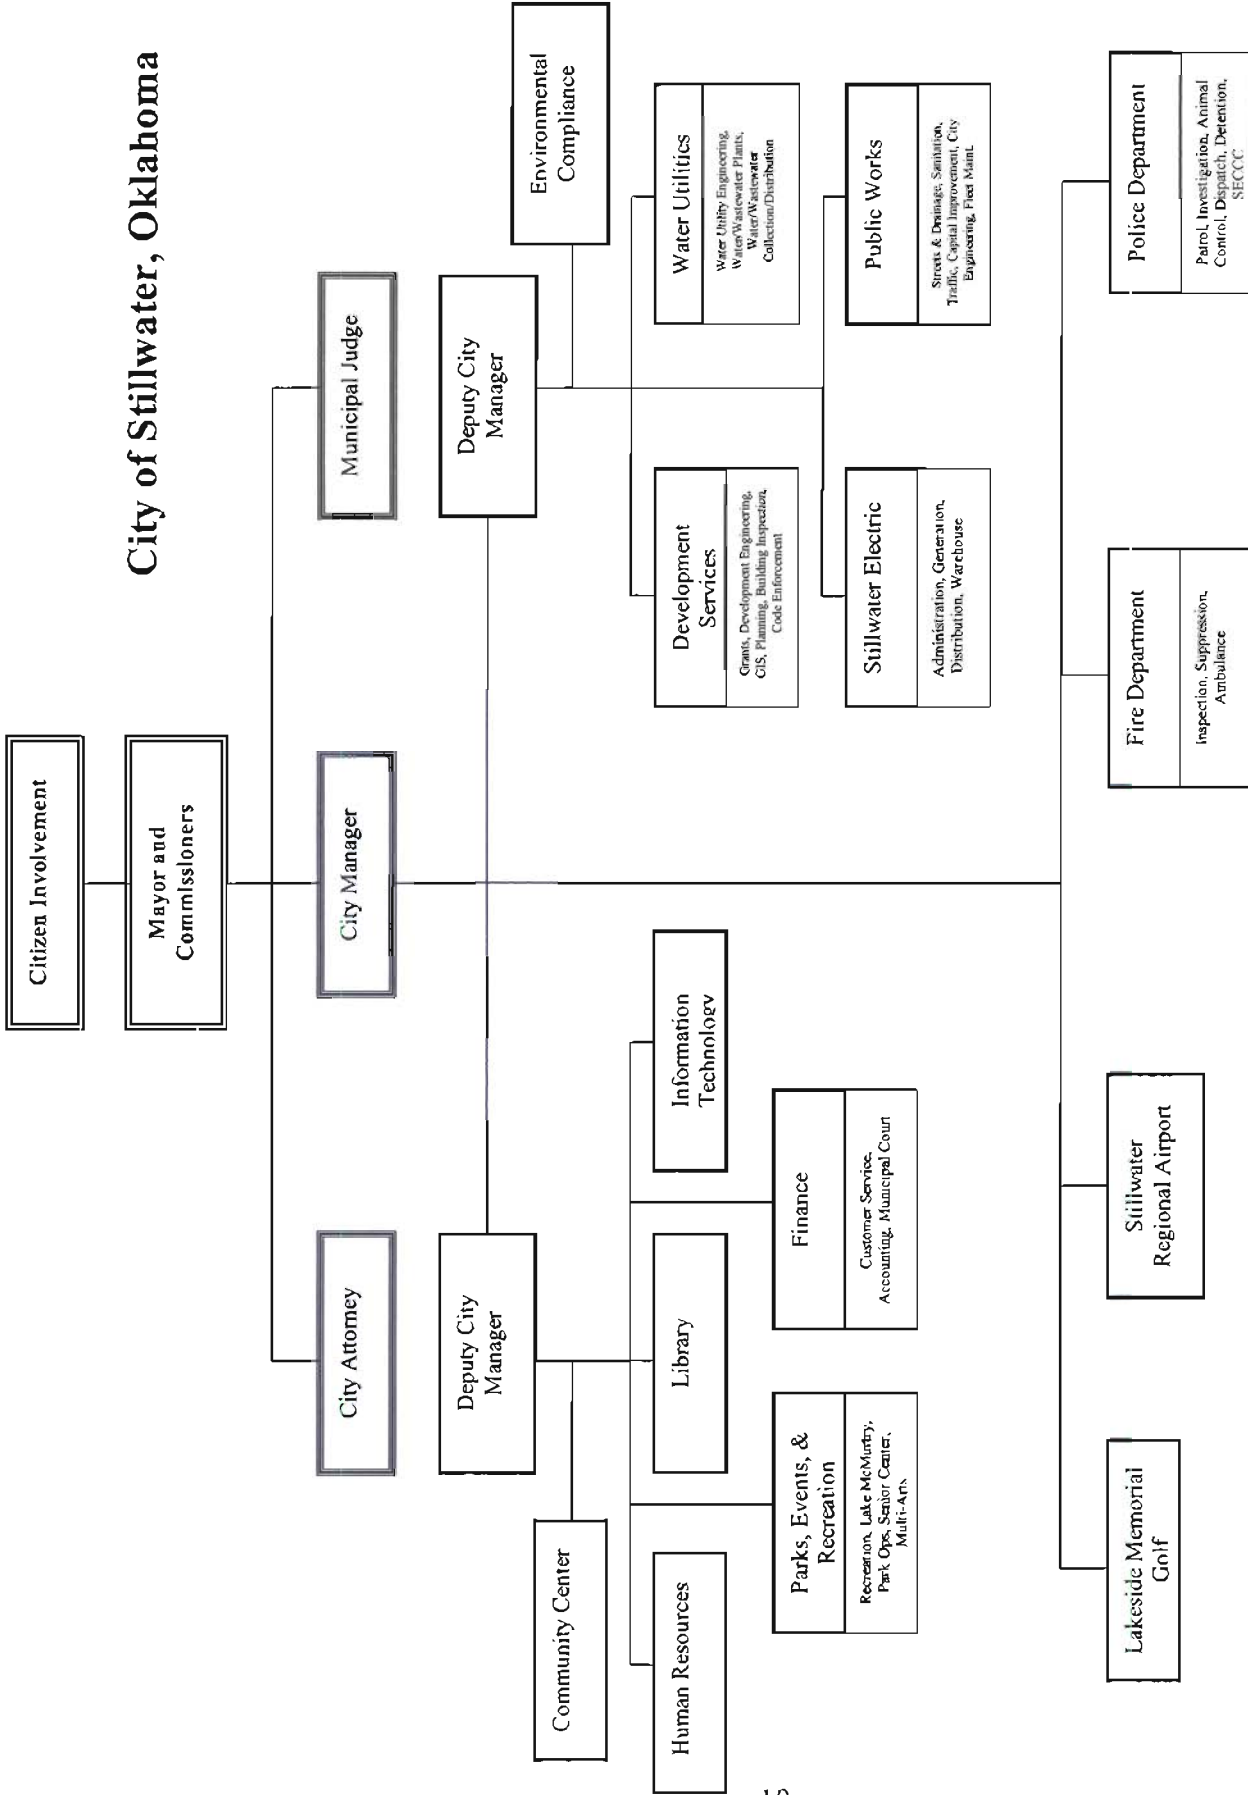 City of Stillwater, Oklahoma
Citizen Involvement
Mayor and
Commissioners
City Attorney
City Manager
Municipal Judge
Deputy City
Manager
Deputy City
Manager
Community Center
Environmental
Compliance
Human Resources
Library
Information
Technology
Parks, Events, &
Recreation
Recreation, Lake McMurtry,
Park Ops, Senior Center,
Multi-Arts
Finance
Customer Service,
Accounting, Municipal Court
Development
Services
Grants, Development Engineering,
GIS, Planning, Building Inspection,
Code Enforcement
Water Utilities
Water Utility Engineering,
Water/Wastewater Plants,
Water/Wastewater
Collection/Distribution
Stillwater Electric
Administration, Generation,
Distribution, Warehouse
Public Works
Streets & Drainage, Sanitation,
Traffic, Capital Improvement, City
Engineering, Fleet Maint.
Lakeside Memorial
Golf
Stillwater
Regional Airport
Fire Department
Inspection, Suppression,
Ambulance
Police Department
Patrol, Investigation, Animal
Control, Dispatch, Detention,
SECCC